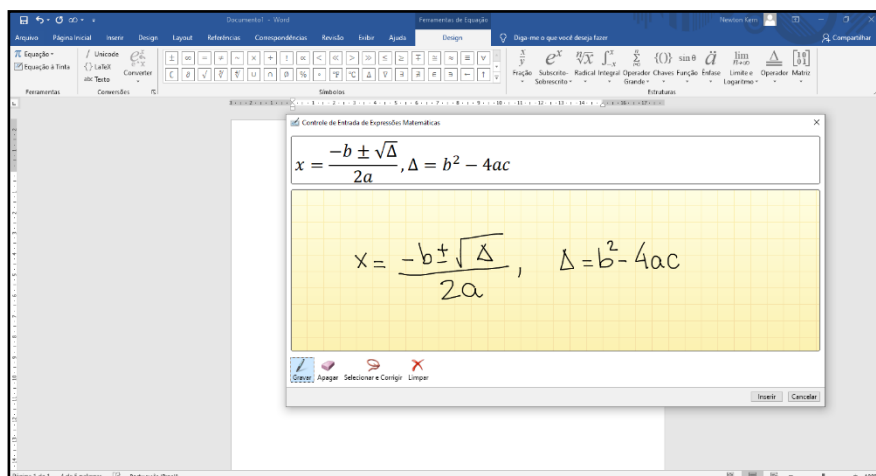 Documento1 - Word
Ferramentas de Equação
Newton Kem
Arquivo Página Inicial Inserir Design Layout Referências Correspondências Revisão Exibir Ajuda Design Diga-me o que você deseja fazer Compartilhar
π Equação
Equação à Tinta
Unicode
{} LaTeX
abc Texto
Converter
Fração Subscrito-Sobrescrito Radical Integral Operador Grande Chaves Função Ênfase Limite e Logaritmo Operador Matriz
Ferramentas Conversões Símbolos Estruturas
Controle de Entrada de Expressões Matemáticas
x = (-b ± √Δ)/2a, Δ = b² − 4ac
x = (-b ± √Δ)/2a, Δ = b² - 4ac
Gravar Apagar Selecionar e Corrigir Limpar
Inserir Cancelar